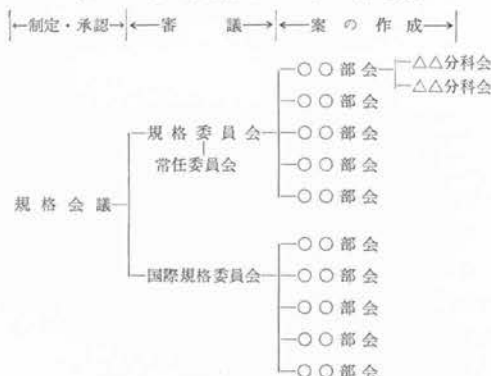 制定・承認 審議 案の作成
○○部会 △△分科会
△△分科会
○○部会
規格委員会 ○○部会
常任委員会 ○○部会
○○部会
規格会議
○○部会
国際規格委員会 ○○部会
○○部会
○○部会
○○部会